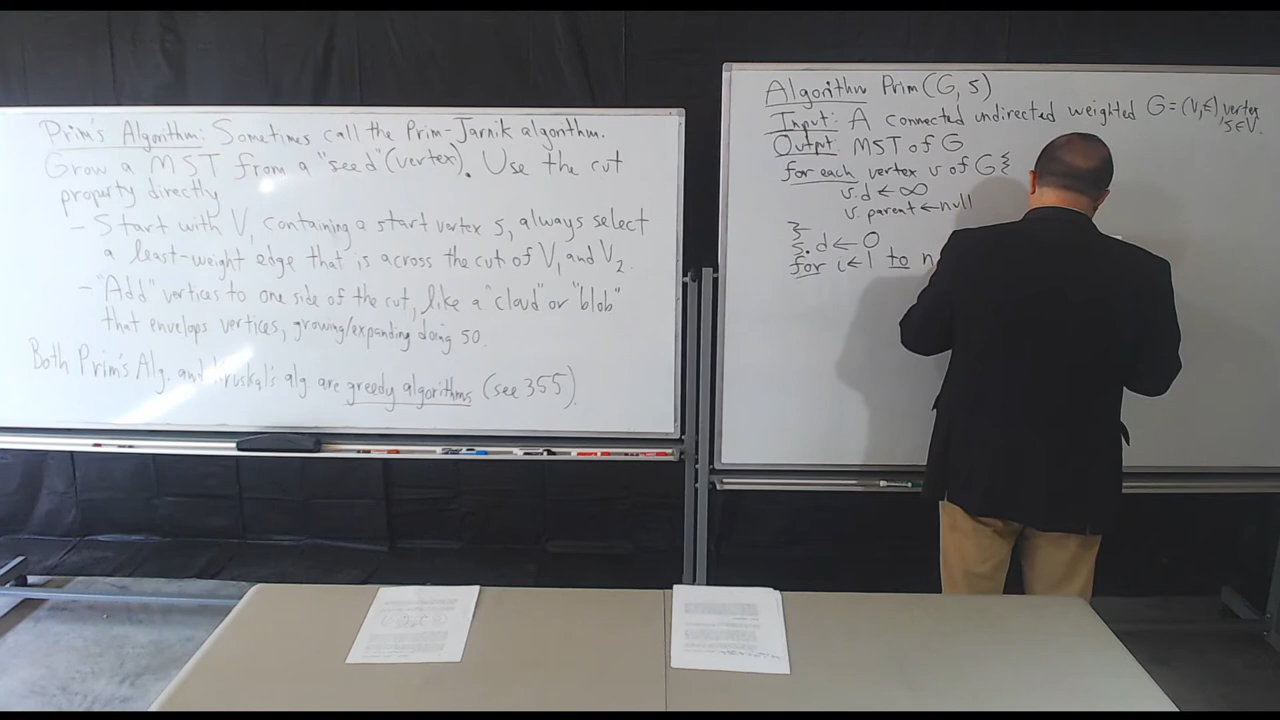 Prim's Algorithm: Sometimes call the Prim-Jarnik algorithm.
Grow a MST from a "seed" (vertex). Use the cut
property directly
- Start with V, containing a start vertex s, always select
a least-weight edge that is across the cut of V₁ and V₂.
- "Add" vertices to one side of the cut, like a "cloud" or "blob"
that envelops vertices, growing/expanding doing so.
Both Prim's Alg. and Kruskal's alg are greedy algorithms (see 355).
Algorithm Prim(G, s)
Input: A connected undirected weighted G = (V,E), vertex
s∈V.
Output: MST of G
for each vertex v of G {
v.d ← ∞
v.parent ← null
}
s.d ← 0
for i ← 1 to n